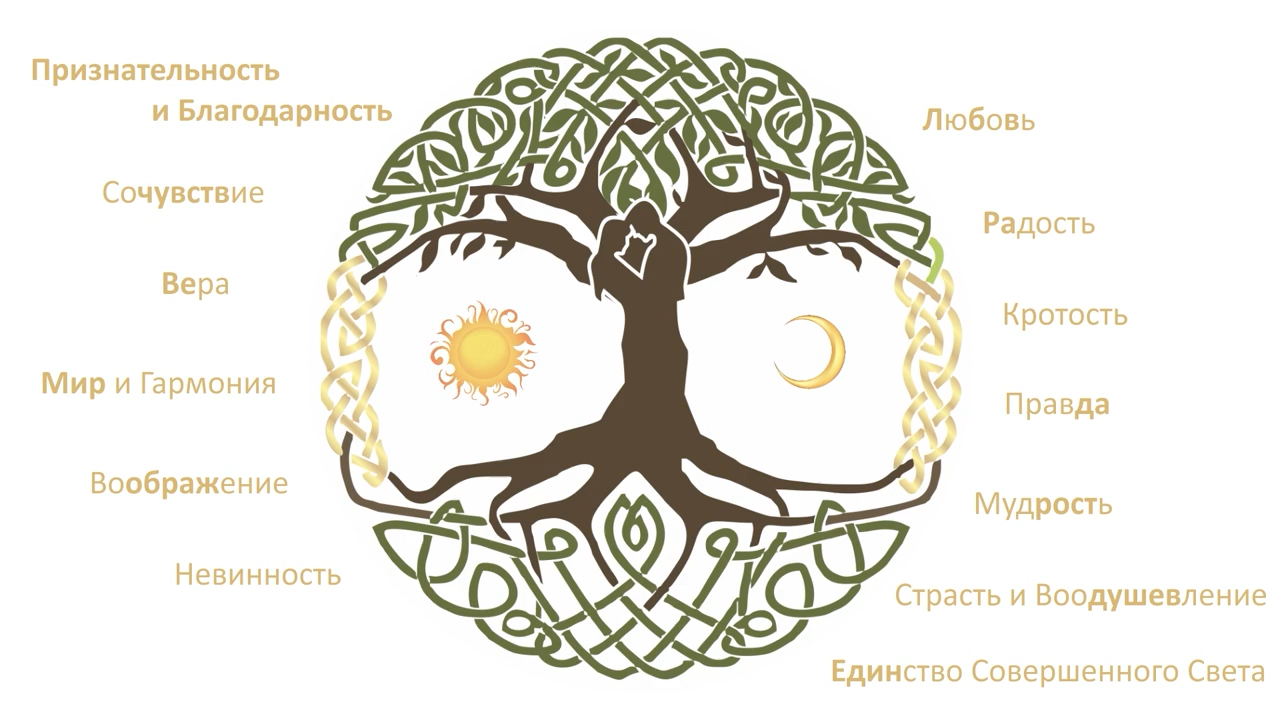 Признательность
и Благодарность
Сочувствие
Вера
Мир и Гармония
Воображение
Невинность
Любовь
Радость
Кротость
Правда
Мудрость
Страсть и Воодушевление
Единство Совершенного Света